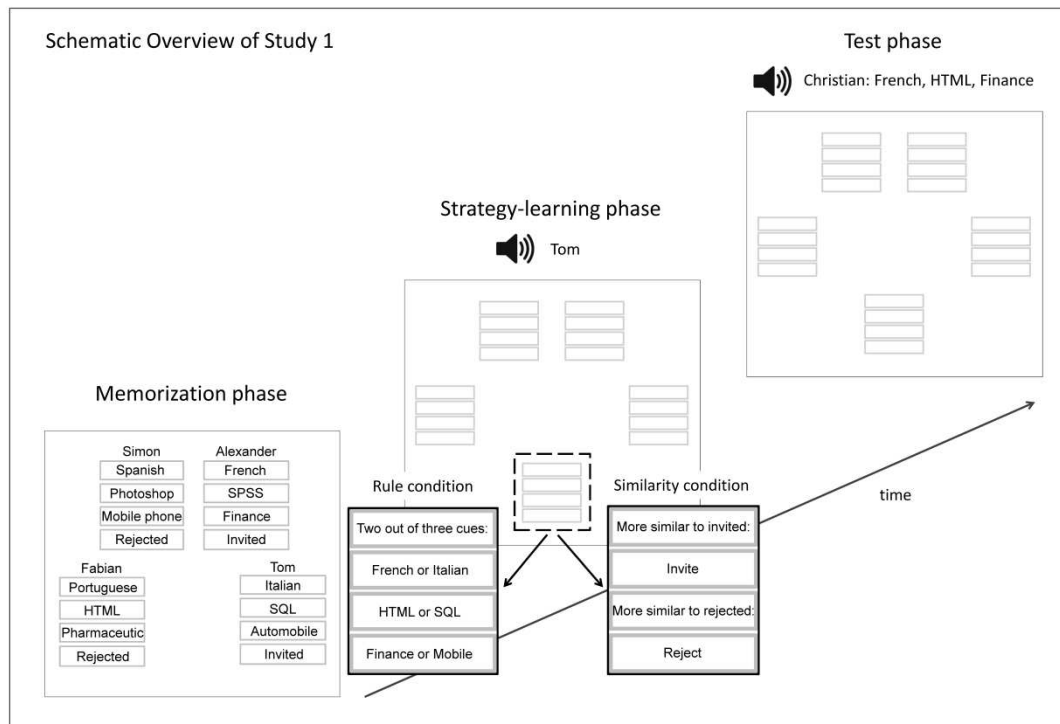 Schematic Overview of Study 1
Test phase
Christian: French, HTML, Finance
Strategy-learning phase
Tom
Memorization phase
Simon
Spanish
Photoshop
Mobile phone
Rejected
Alexander
French
SPSS
Finance
Invited
Fabian
Portuguese
HTML
Pharmaceutic
Rejected
Tom
Italian
SQL
Automobile
Invited
Rule condition
Two out of three cues:
French or Italian
HTML or SQL
Finance or Mobile
Similarity condition
More similar to invited:
Invite
More similar to rejected:
Reject
time